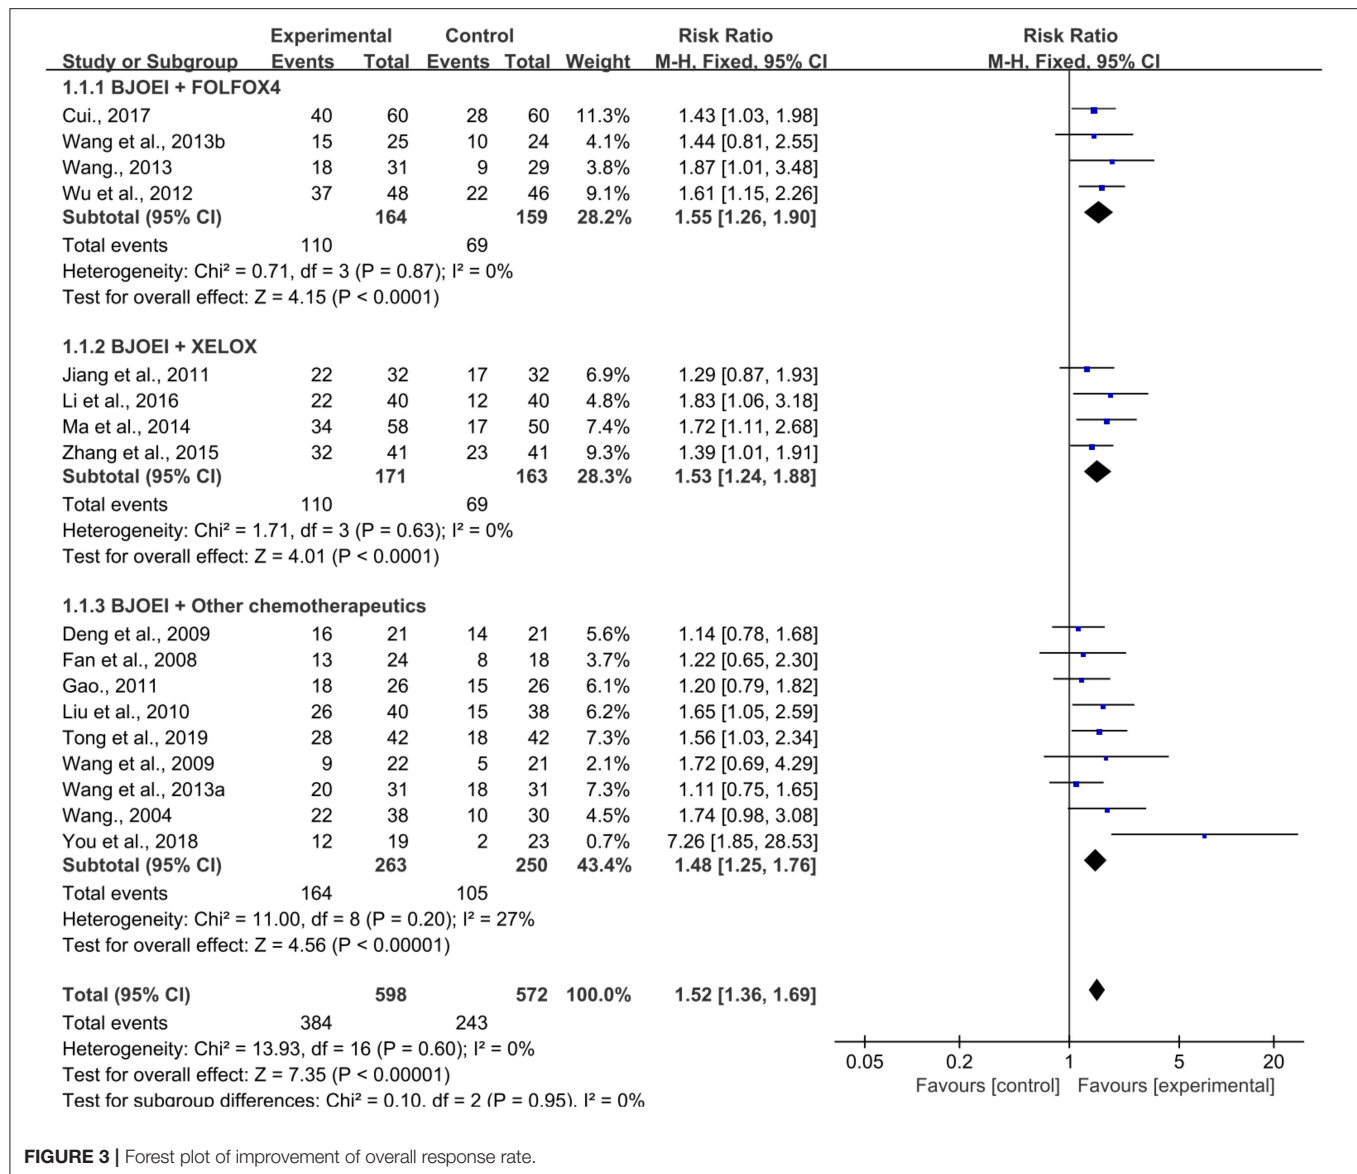 Experimental Control Risk Ratio Risk Ratio
Study or Subgroup Events Total Events Total Weight M-H, Fixed, 95% CI M-H, Fixed, 95% CI
1.1.1 BJOEI + FOLFOX4
Cui., 2017 40 60 28 60 11.3% 1.43 [1.03, 1.98]
Wang et al., 2013b 15 25 10 24 4.1% 1.44 [0.81, 2.55]
Wang., 2013 18 31 9 29 3.8% 1.87 [1.01, 3.48]
Wu et al., 2012 37 48 22 46 9.1% 1.61 [1.15, 2.26]
Subtotal (95% CI) 164 159 28.2% 1.55 [1.26, 1.90]
Total events 110 69
Heterogeneity: Chi² = 0.71, df = 3 (P = 0.87); I² = 0%
Test for overall effect: Z = 4.15 (P < 0.0001)
1.1.2 BJOEI + XELOX
Jiang et al., 2011 22 32 17 32 6.9% 1.29 [0.87, 1.93]
Li et al., 2016 22 40 12 40 4.8% 1.83 [1.06, 3.18]
Ma et al., 2014 34 58 17 50 7.4% 1.72 [1.11, 2.68]
Zhang et al., 2015 32 41 23 41 9.3% 1.39 [1.01, 1.91]
Subtotal (95% CI) 171 163 28.3% 1.53 [1.24, 1.88]
Total events 110 69
Heterogeneity: Chi² = 1.71, df = 3 (P = 0.63); I² = 0%
Test for overall effect: Z = 4.01 (P < 0.0001)
1.1.3 BJOEI + Other chemotherapeutics
Deng et al., 2009 16 21 14 21 5.6% 1.14 [0.78, 1.68]
Fan et al., 2008 13 24 8 18 3.7% 1.22 [0.65, 2.30]
Gao., 2011 18 26 15 26 6.1% 1.20 [0.79, 1.82]
Liu et al., 2010 26 40 15 38 6.2% 1.65 [1.05, 2.59]
Tong et al., 2019 28 42 18 42 7.3% 1.56 [1.03, 2.34]
Wang et al., 2009 9 22 5 21 2.1% 1.72 [0.69, 4.29]
Wang et al., 2013a 20 31 18 31 7.3% 1.11 [0.75, 1.65]
Wang., 2004 22 38 10 30 4.5% 1.74 [0.98, 3.08]
You et al., 2018 12 19 2 23 0.7% 7.26 [1.85, 28.53]
Subtotal (95% CI) 263 250 43.4% 1.48 [1.25, 1.76]
Total events 164 105
Heterogeneity: Chi² = 11.00, df = 8 (P = 0.20); I² = 27%
Test for overall effect: Z = 4.56 (P < 0.00001)
Total (95% CI) 598 572 100.0% 1.52 [1.36, 1.69]
Total events 384 243
Heterogeneity: Chi² = 13.93, df = 16 (P = 0.60); I² = 0%
Test for overall effect: Z = 7.35 (P < 0.00001)
Test for subgroup differences: Chi² = 0.10, df = 2 (P = 0.95), I² = 0%
0.05 0.2 1 5 20
Favours [control] Favours [experimental]
FIGURE 3 | Forest plot of improvement of overall response rate.